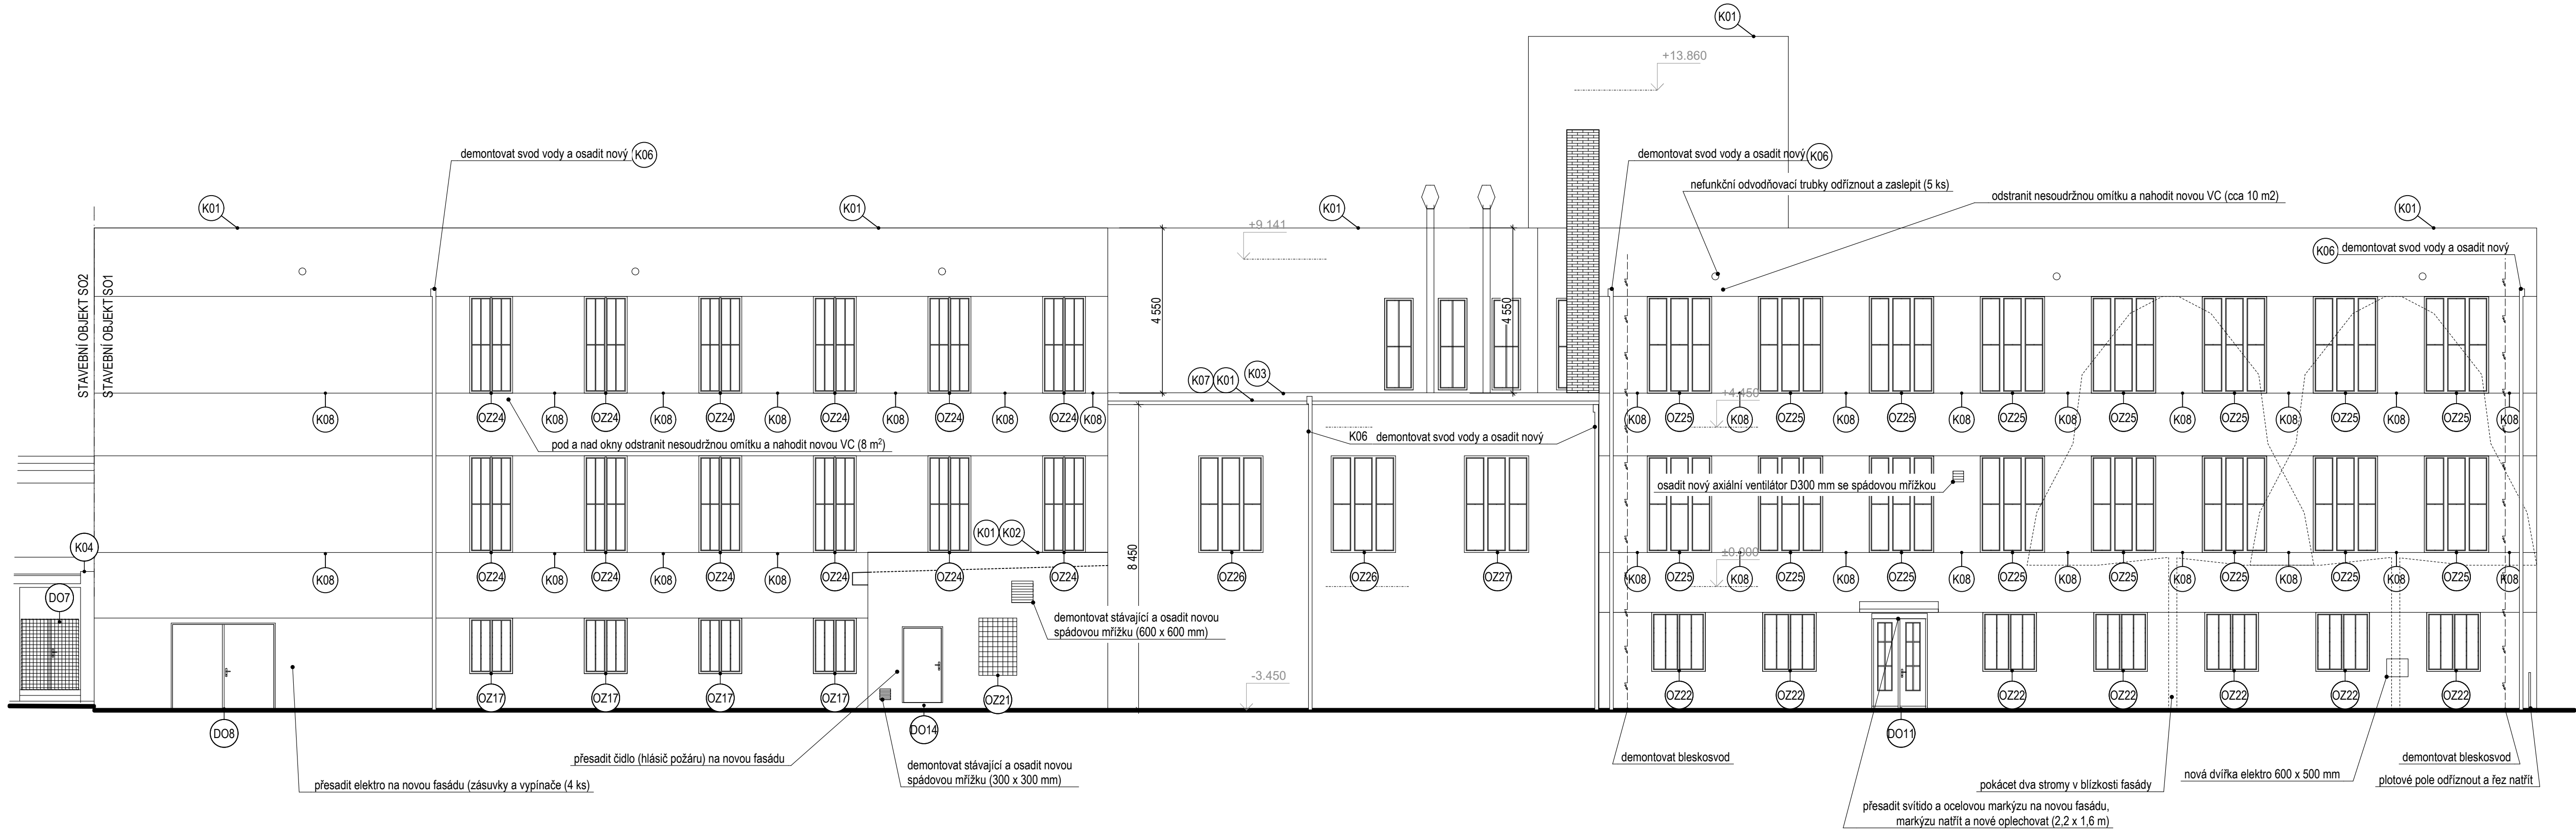 K01
+13.860
demontovat svod vody a osadit nový K06
demontovat svod vody a osadit nový K06
nefunkční odvodňovací trubky odříznout a zaslepit (5 ks)
odstranit nesoudržnou omítku a nahodit novou VC (cca 10 m2)
K01
K01
K01
K01
+9.141
K06 demontovat svod vody a osadit nový
STAVEBNÍ OBJEKT SO2
STAVEBNÍ OBJEKT SO1
4 550
4 550
K07 K01 K03
K08 OZ24 K08 OZ24 K08 OZ24 K08 OZ24 K08 OZ24 K08 OZ24 K08
+4.450
K08 OZ25 K08 OZ25 K08 OZ25 K08 OZ25 K08 OZ25 K08 OZ25 K08 OZ25 K08 OZ25 K08
pod a nad okny odstranit nesoudržnou omítku a nahodit novou VC (8 m²)
K06 demontovat svod vody a osadit nový
osadit nový axiální ventilátor D300 mm se spádovou mřížkou
K01 K02
K04
8 450
±0.000
K08 OZ24 K08 OZ24 K08 OZ24 K08 OZ24 OZ24 OZ24
OZ26 OZ26 OZ27
K08 OZ25 K08 OZ25 K08 OZ25 K08 OZ25 K08 OZ25 K08 OZ25 K08 OZ25 K08 OZ25 K08
DO7
demontovat stávající a osadit novou
spádovou mřížku (600 x 600 mm)
-3.450
OZ17 OZ17 OZ17 OZ17 OZ21
OZ22 OZ22 OZ22 OZ22 OZ22 OZ22 OZ22
DO8
DO14
DO11
přesadit čidlo (hlásič požáru) na novou fasádu
demontovat stávající a osadit novou
spádovou mřížku (300 x 300 mm)
přesadit elektro na novou fasádu (zásuvky a vypínače (4 ks)
demontovat bleskosvod
demontovat bleskosvod
nová dvířka elektro 600 x 500 mm
plotové pole odříznout a řez natřít
pokácet dva stromy v blízkosti fasády
přesadit svítido a ocelovou markýzu na novou fasádu,
markýzu natřít a nové oplechovat (2,2 x 1,6 m)